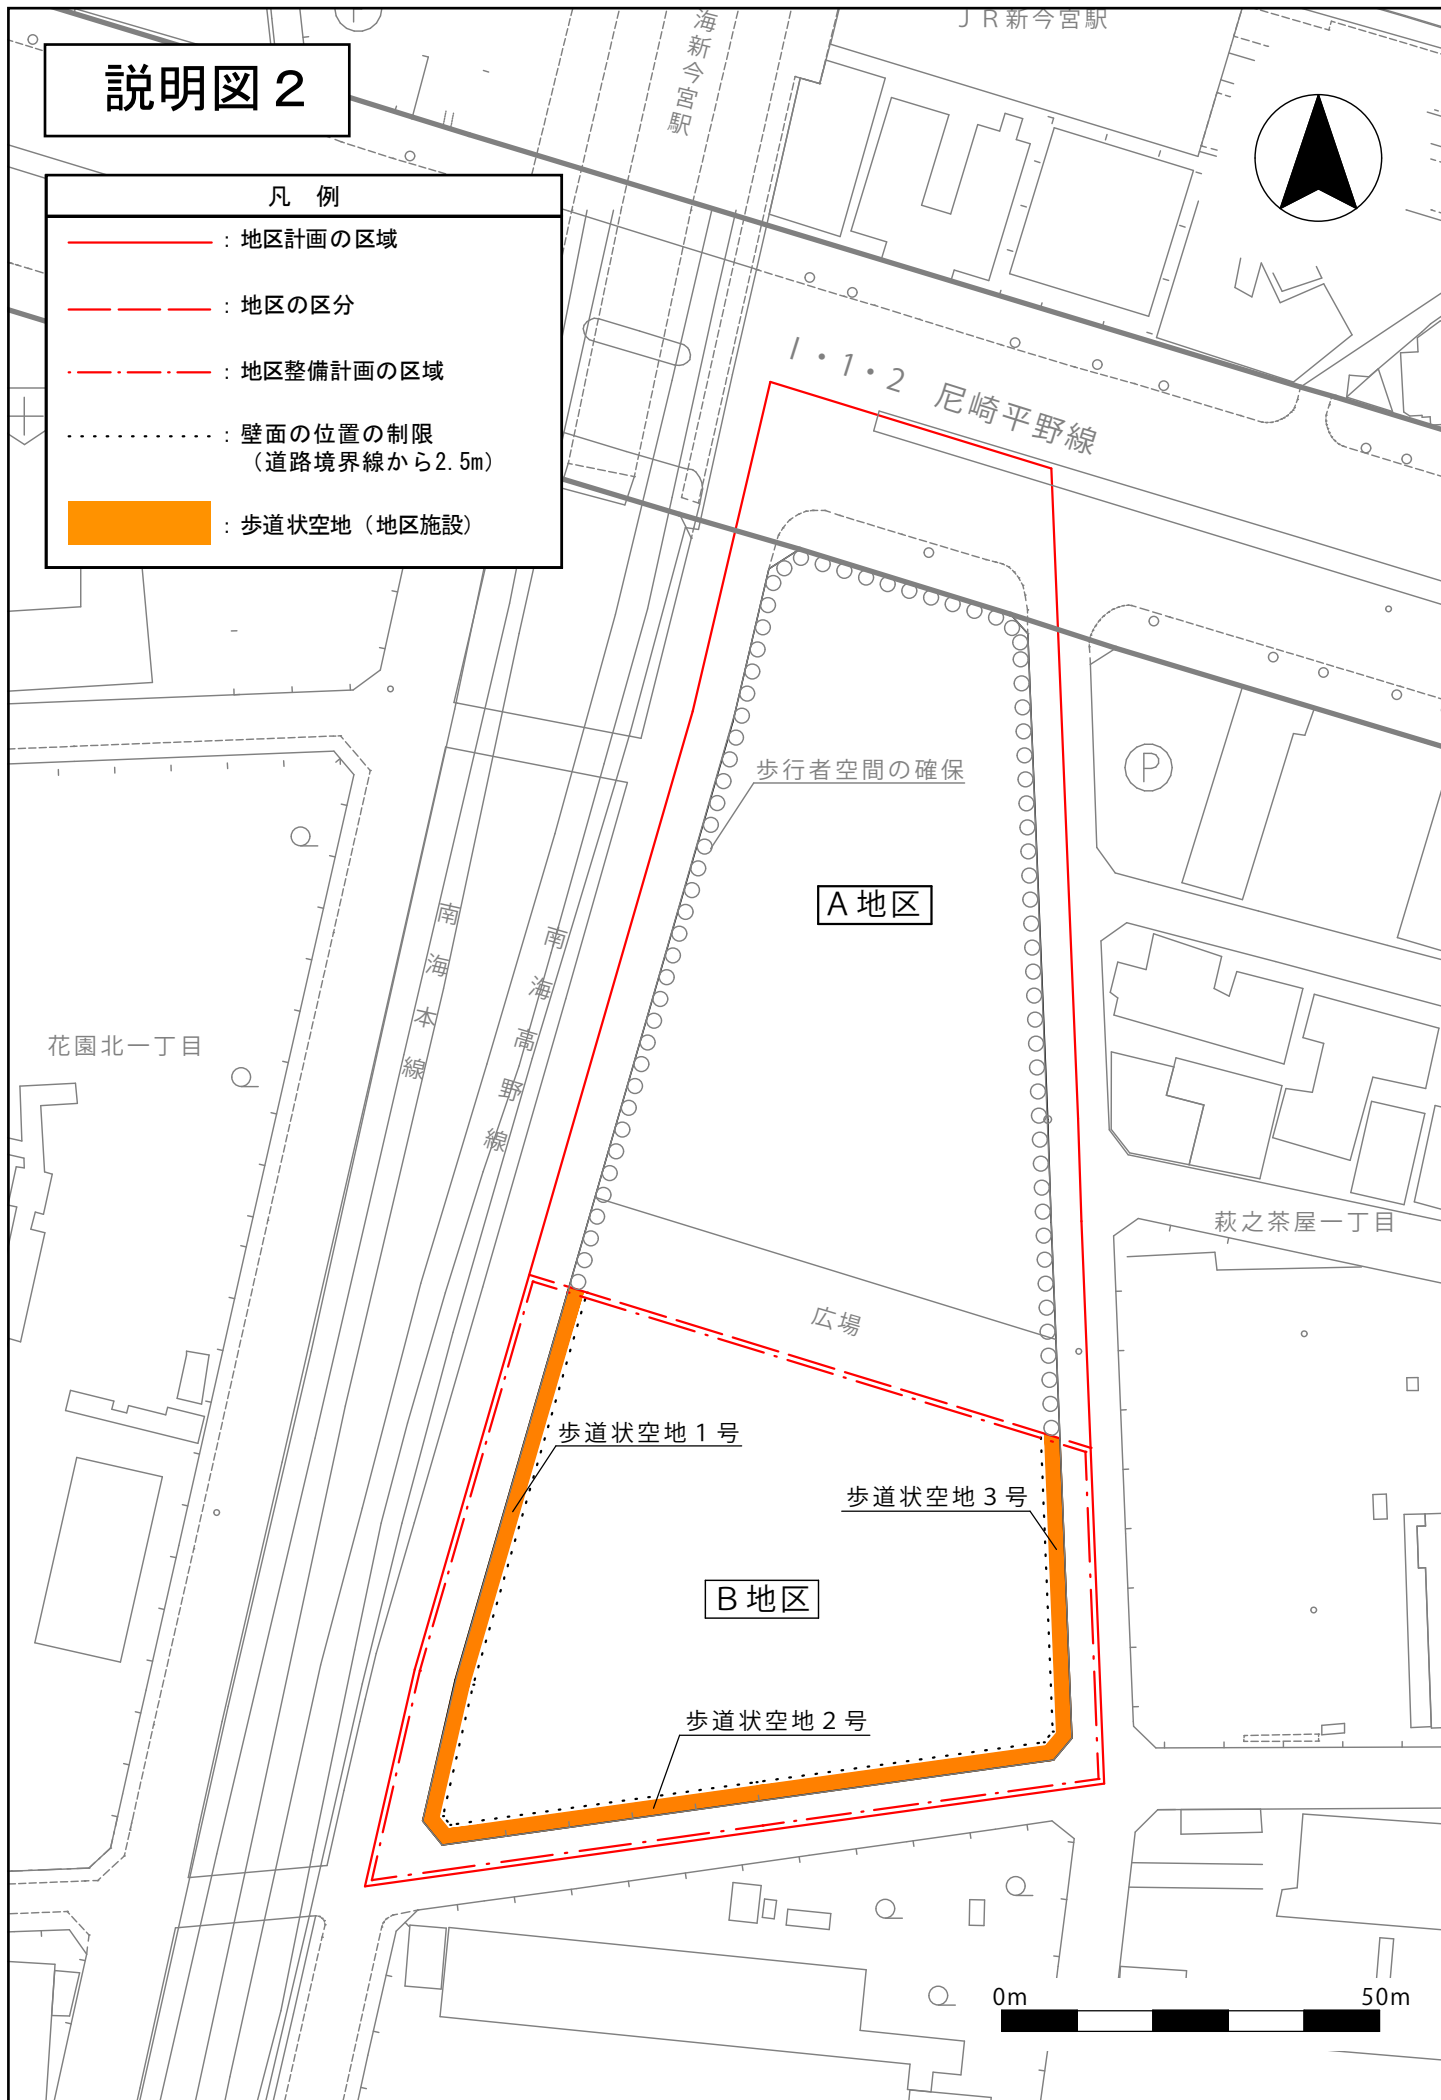 説明図２
凡　例
：地区計画の区域
：地区の区分
：地区整備計画の区域
：壁面の位置の制限
（道路境界線から2.5m）
：歩道状空地（地区施設）
海新今宮駅
ＪＲ新今宮駅
Ⅰ・1・2　尼崎平野線
P
歩行者空間の確保
Ａ地区
南海本線
南海高野線
花園北一丁目
萩之茶屋一丁目
広場
歩道状空地１号
歩道状空地３号
Ｂ地区
歩道状空地２号
0m
50m